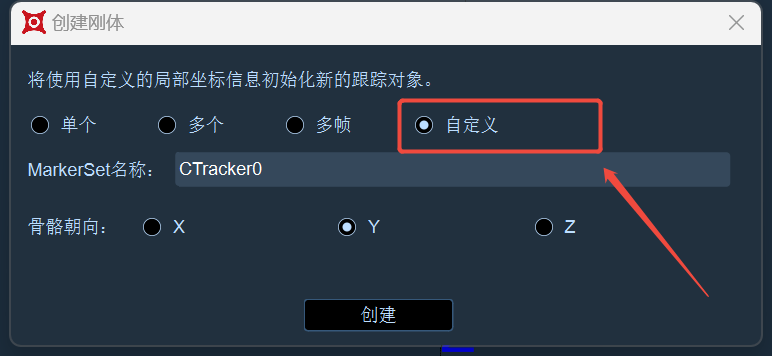 创建刚体
将使用自定义的局部坐标信息初始化新的跟踪对象。
单个 多个 多帧 自定义
MarkerSet名称： CTracker0
骨骼朝向： X Y Z
创建